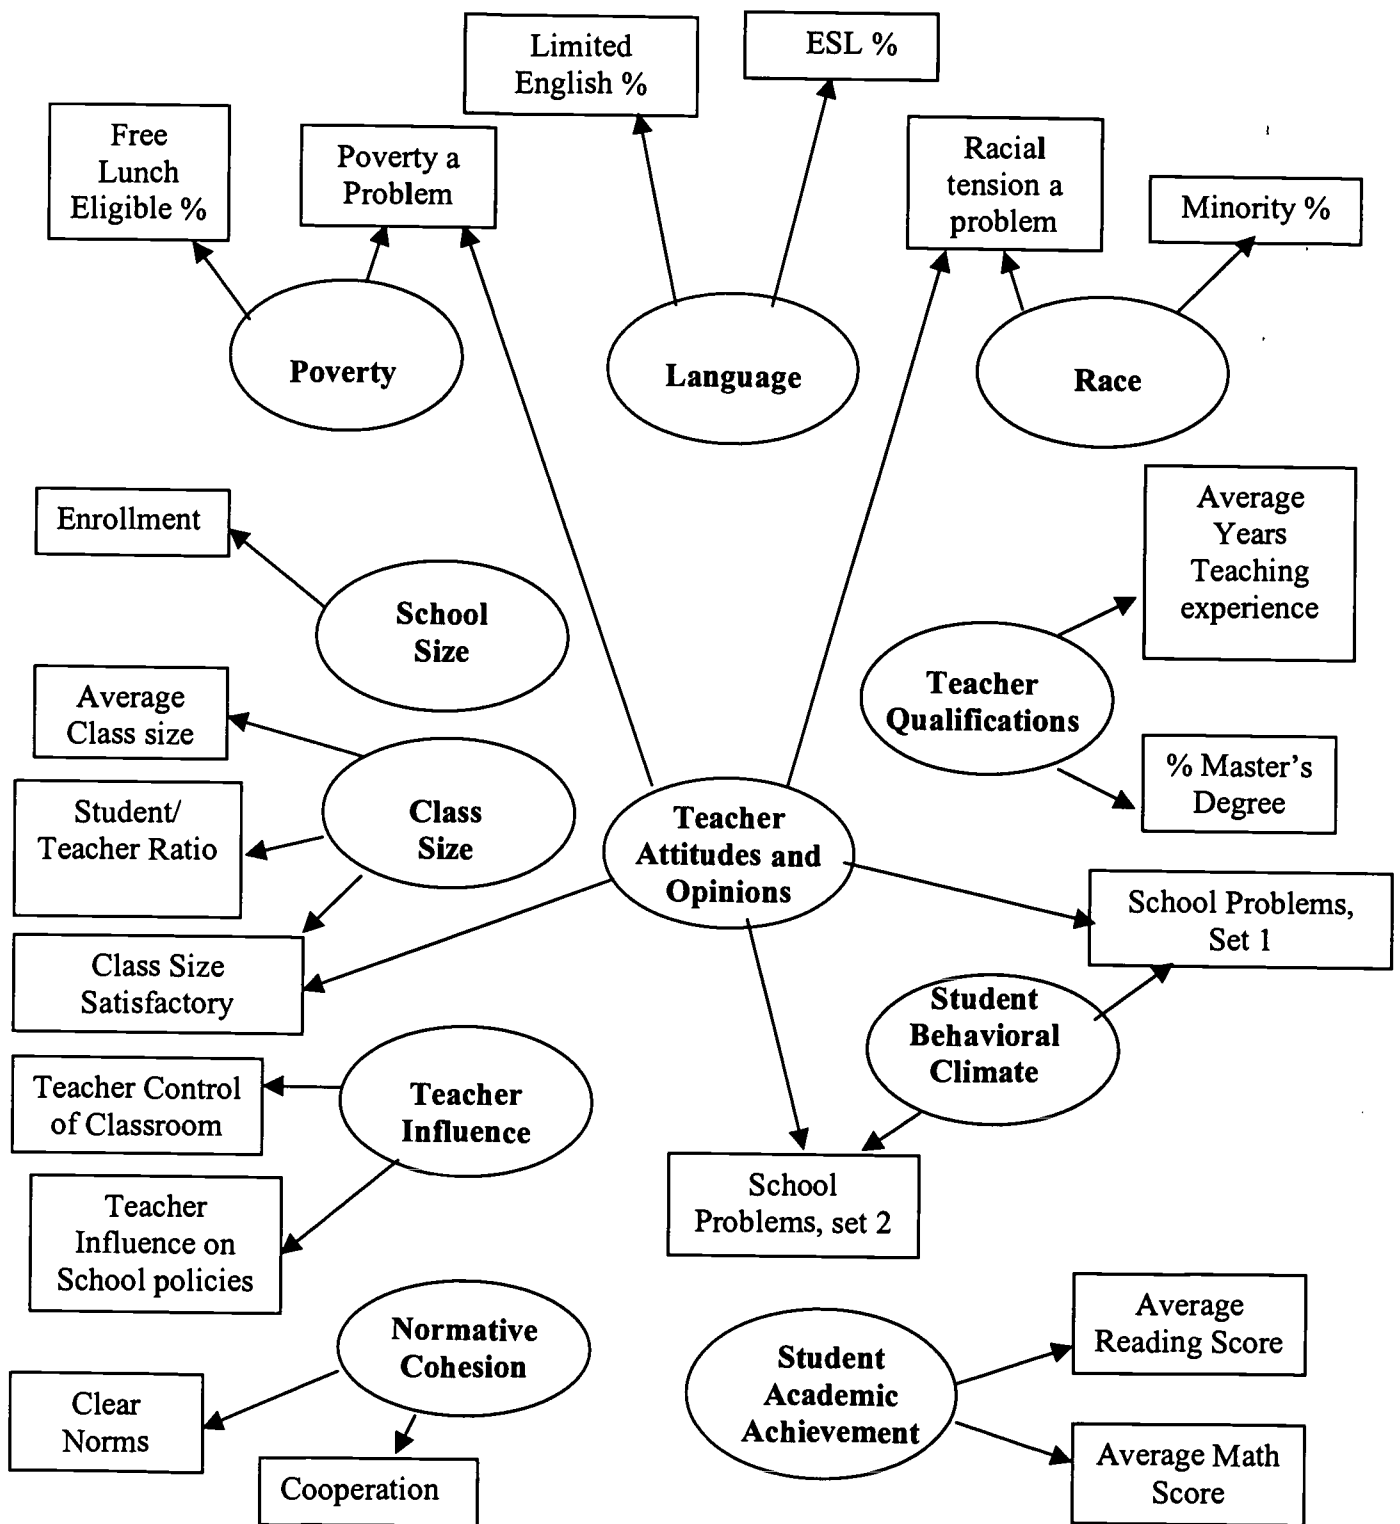 Limited
English %
ESL %
Free
Lunch
Eligible %
Poverty a
Problem
Racial
tension a
problem
Minority %
Poverty
Language
Race
Enrollment
School
Size
Average
Years
Teaching
experience
Teacher
Qualifications
Average
Class size
% Master's
Degree
Student/
Teacher Ratio
Class
Size
Teacher
Attitudes and
Opinions
School Problems,
Set 1
Class Size
Satisfactory
Student
Behavioral
Climate
Teacher Control
of Classroom
Teacher
Influence
Teacher
Influence on
School policies
School
Problems, set 2
Normative
Cohesion
Average
Reading Score
Student
Academic
Achievement
Clear
Norms
Cooperation
Average Math
Score